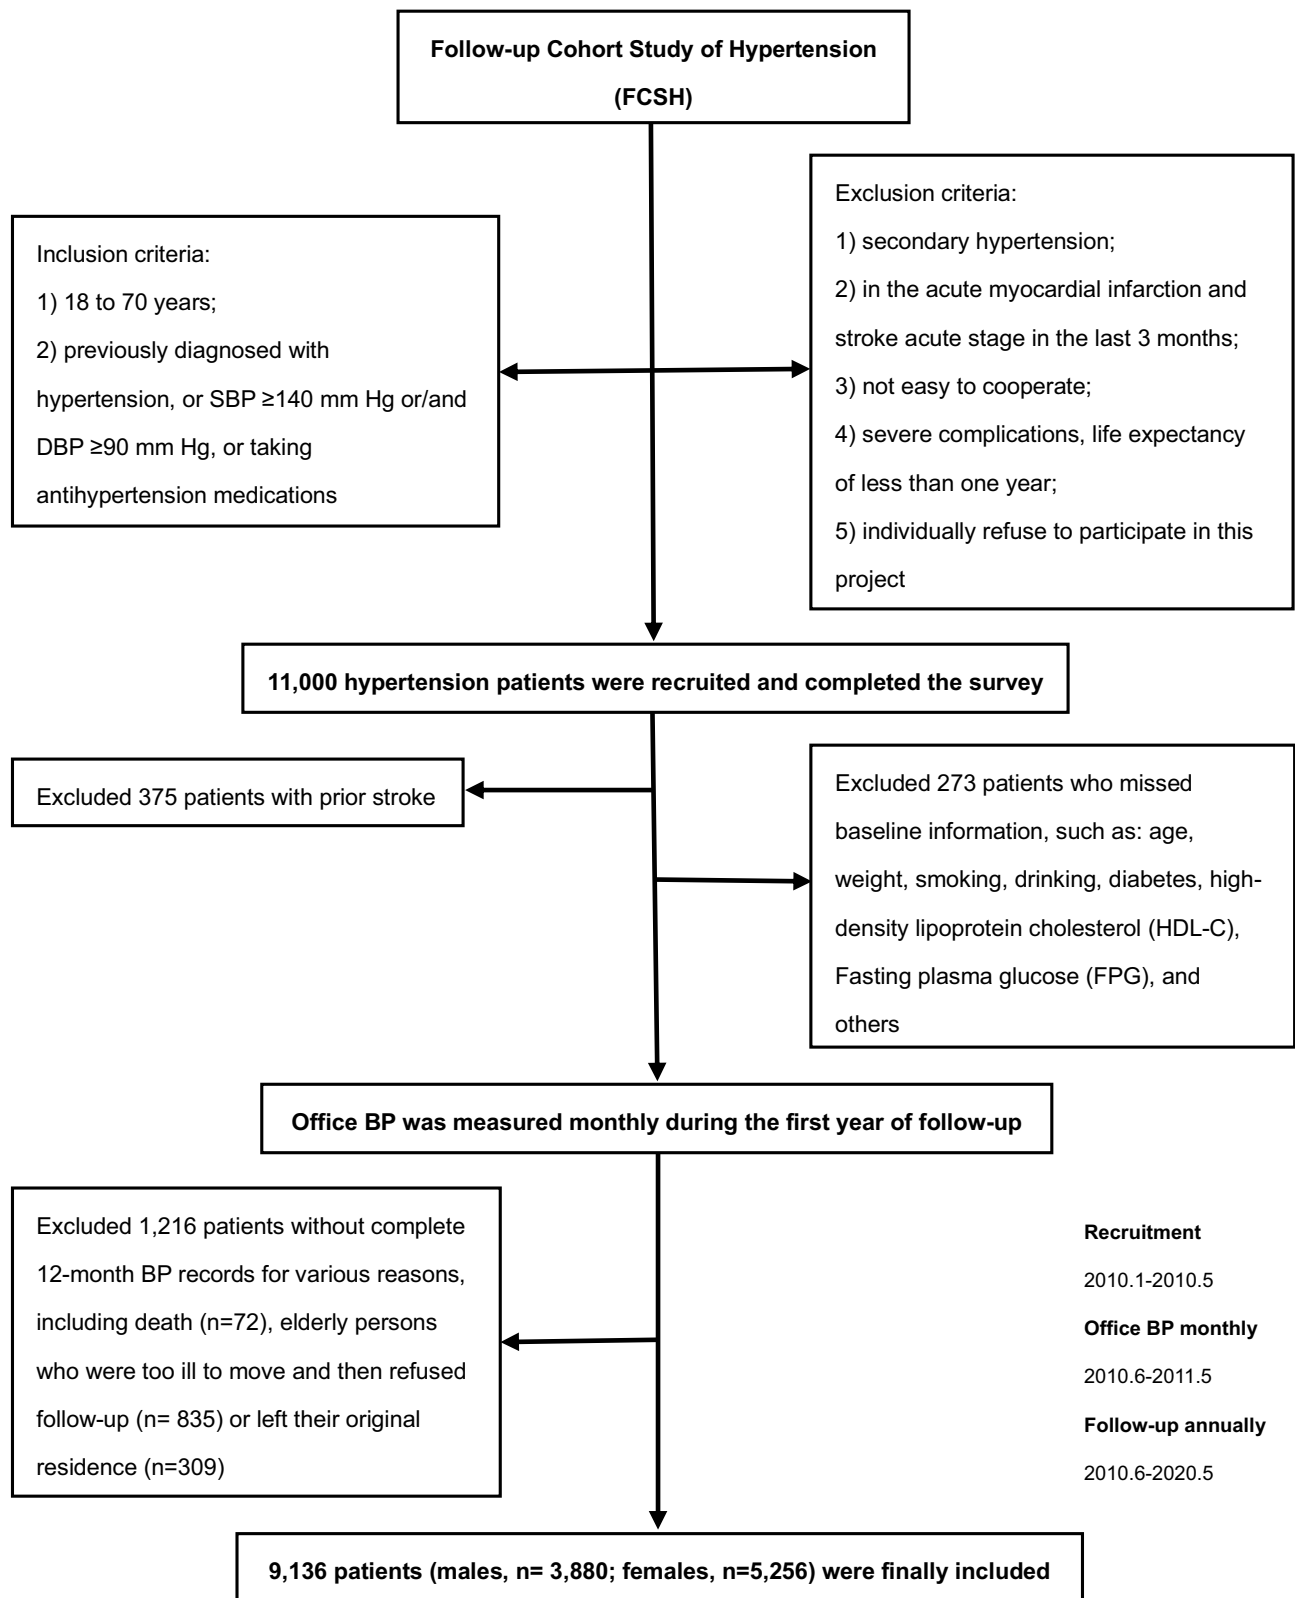 Follow-up Cohort Study of Hypertension
(FCSH)
Inclusion criteria:
1) 18 to 70 years;
2) previously diagnosed with
hypertension, or SBP ≥140 mm Hg or/and
DBP ≥90 mm Hg, or taking
antihypertension medications
Exclusion criteria:
1) secondary hypertension;
2) in the acute myocardial infarction and
stroke acute stage in the last 3 months;
3) not easy to cooperate;
4) severe complications, life expectancy
of less than one year;
5) individually refuse to participate in this
project
11,000 hypertension patients were recruited and completed the survey
Excluded 375 patients with prior stroke
Excluded 273 patients who missed
baseline information, such as: age,
weight, smoking, drinking, diabetes, high-
density lipoprotein cholesterol (HDL-C),
Fasting plasma glucose (FPG), and
others
Office BP was measured monthly during the first year of follow-up
Excluded 1,216 patients without complete
12-month BP records for various reasons,
including death (n=72), elderly persons
who were too ill to move and then refused
follow-up (n= 835) or left their original
residence (n=309)
Recruitment
2010.1-2010.5
Office BP monthly
2010.6-2011.5
Follow-up annually
2010.6-2020.5
9,136 patients (males, n= 3,880; females, n=5,256) were finally included